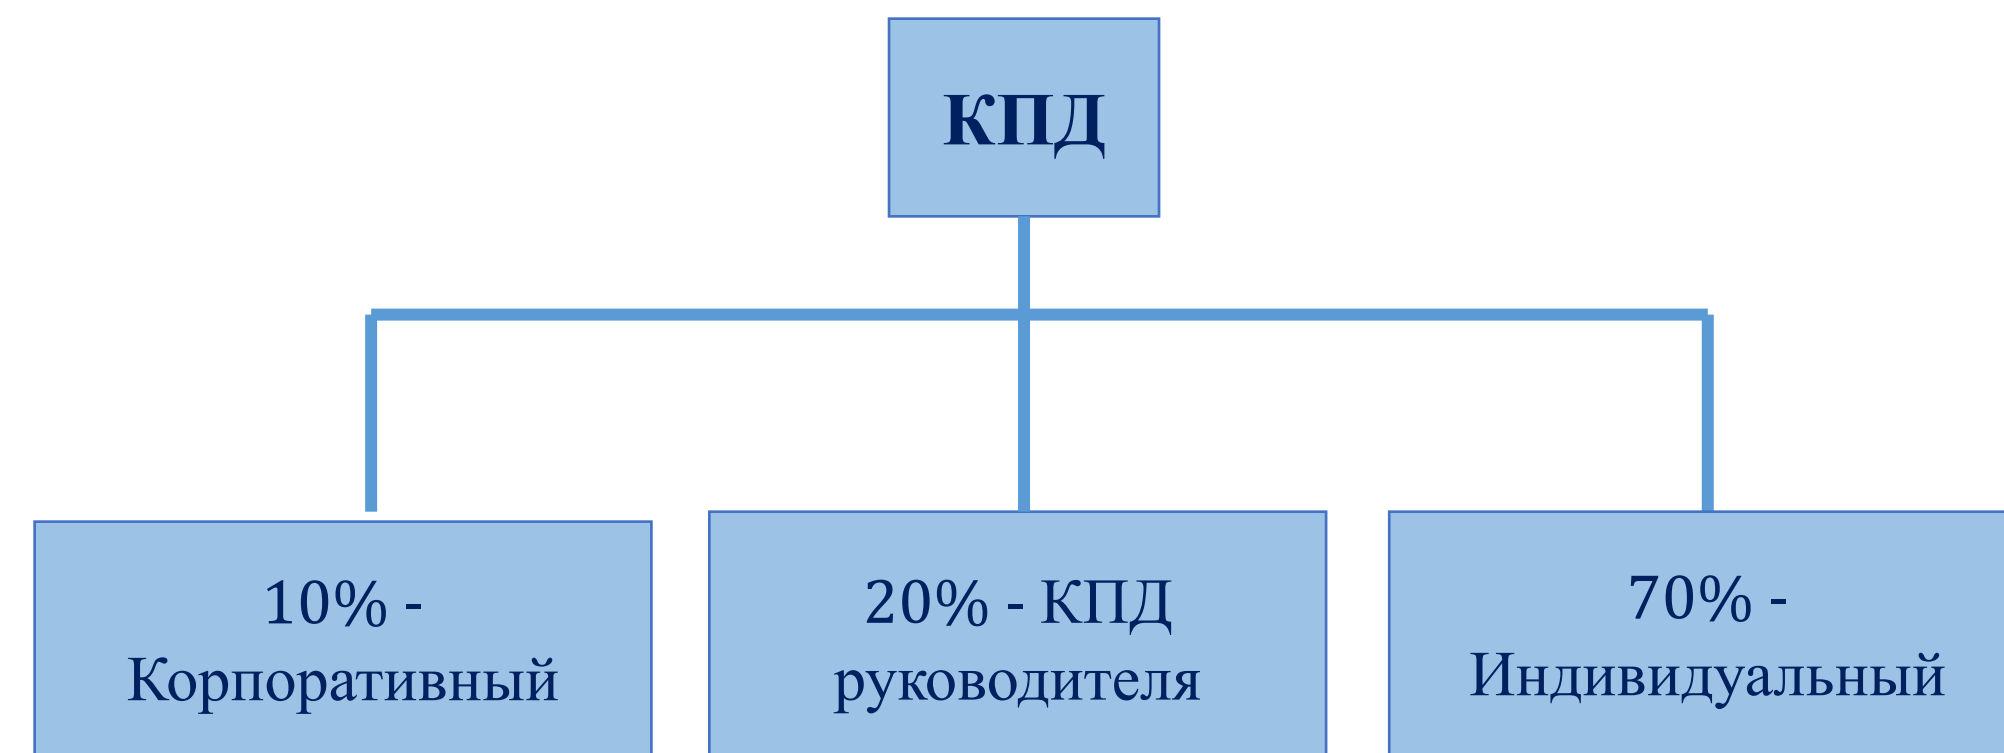 КПД
10% -
Корпоративный
20% - КПД
руководителя
70% -
Индивидуальный